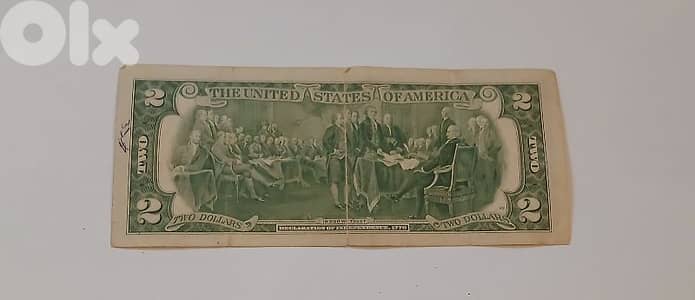 OLX
THE UNITED STATES OF AMERICA
2
2
TWO
TWO
2
2
TWO DOLLARS
TWO DOLLARS
DECLARATION OF INDEPENDENCE, 1776